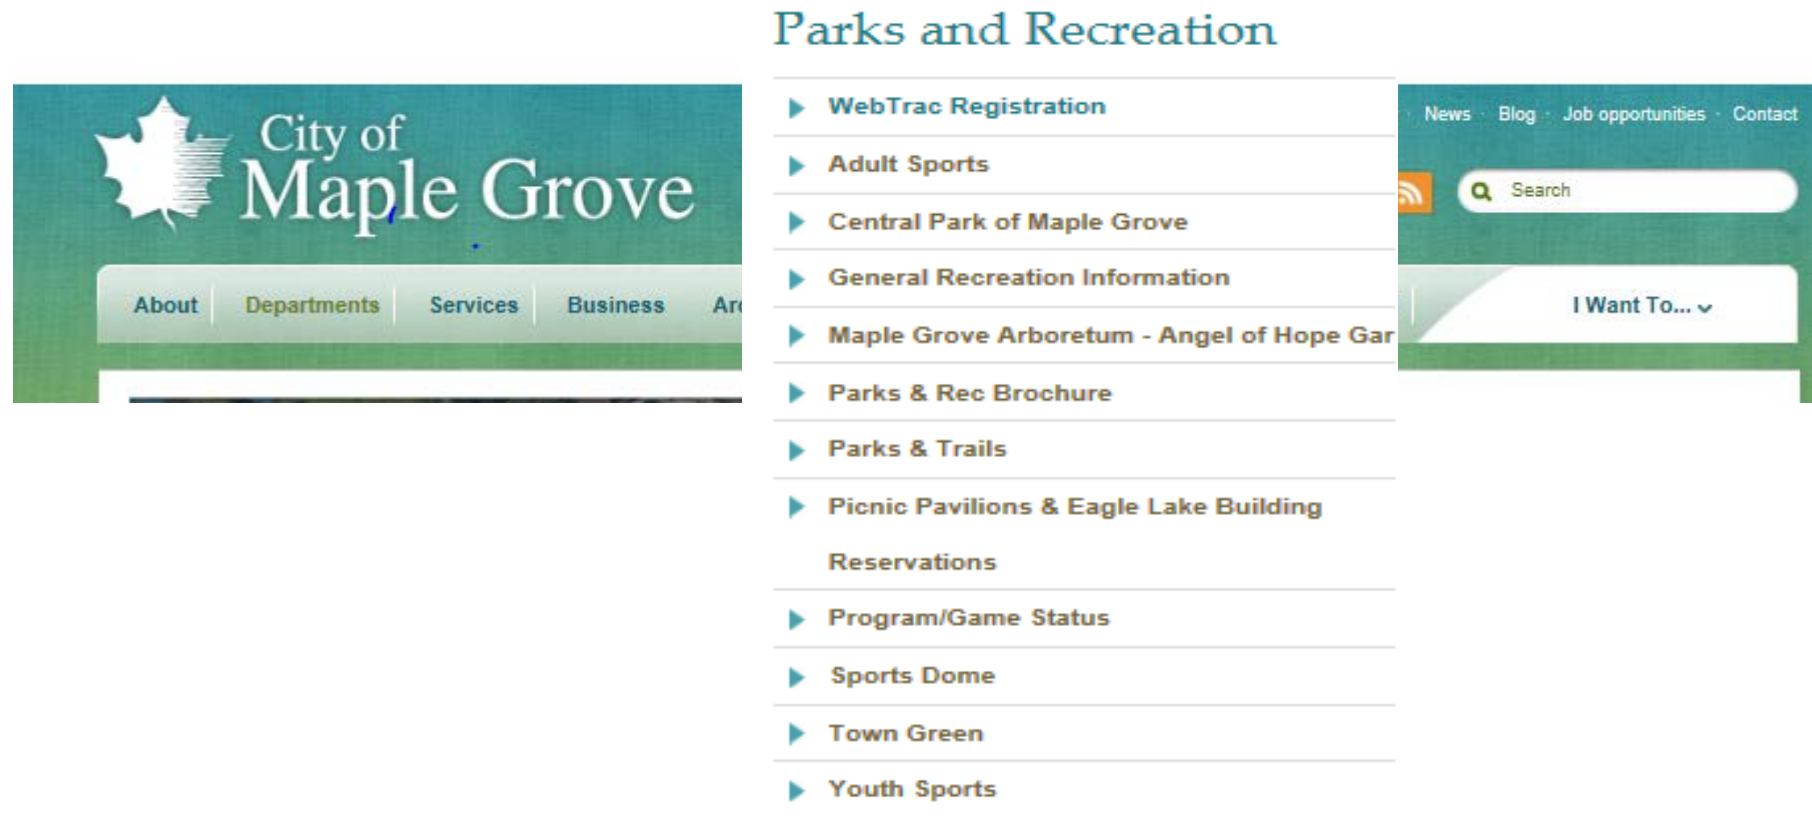 Parks and Recreation
City of
Maple Grove
About
Departments
Services
Business
WebTrac Registration
Adult Sports
Central Park of Maple Grove
General Recreation Information
Maple Grove Arboretum - Angel of Hope Gar
Parks & Rec Brochure
Parks & Trails
Picnic Pavilions & Eagle Lake Building
Reservations
Program/Game Status
Sports Dome
Town Green
Youth Sports
News · Blog · Job opportunities · Contact
Search
I Want To...